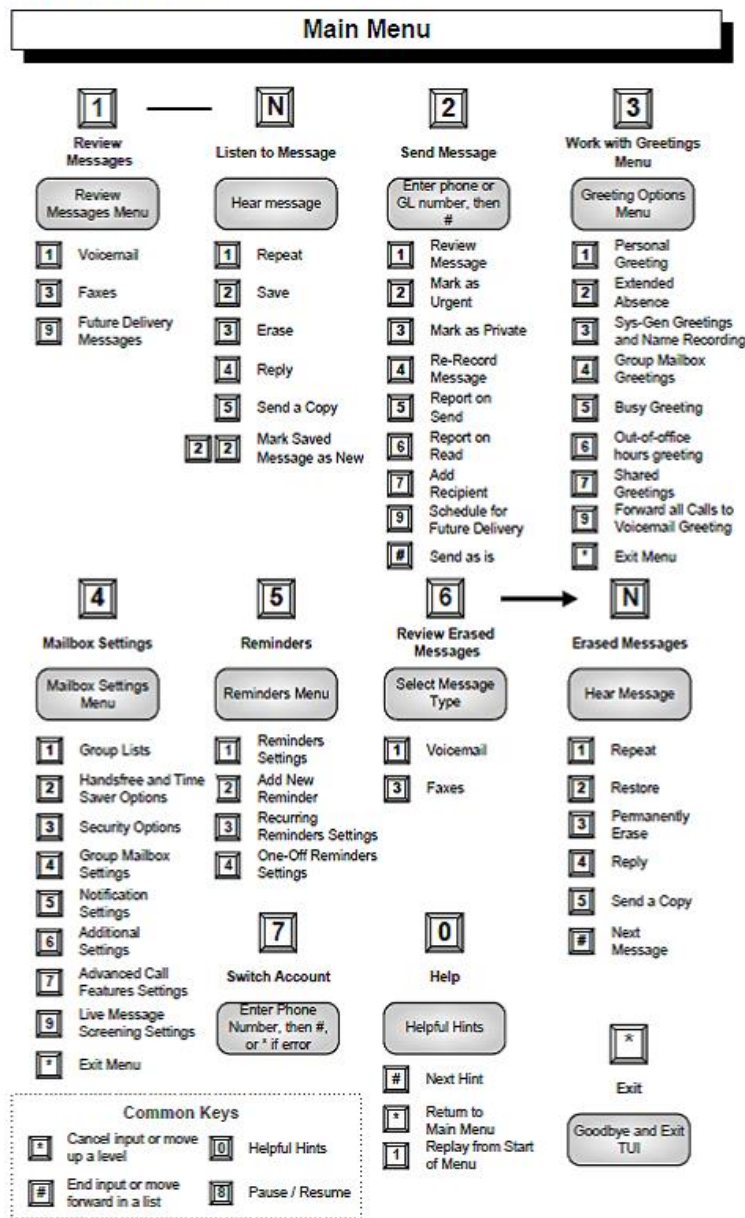 Main Menu
1
Review
Messages
Review
Messages Menu
1 Voicemail
3 Faxes
9 Future Delivery
Messages
N
Listen to Message
Hear message
1 Repeat
2 Save
3 Erase
4 Reply
5 Send a Copy
2 2 Mark Saved
Message as New
2
Send Message
Enter phone or
GL number, then
#
1 Review
Message
2 Mark as
Urgent
3 Mark as Private
4 Re-Record
Message
5 Report on
Send
6 Report on
Read
7 Add
Recipient
9 Schedule for
Future Delivery
# Send as is
3
Work with Greetings
Menu
Greeting Options
Menu
1 Personal
Greeting
2 Extended
Absence
3 Sys-Gen Greetings
and Name Recording
4 Group Mailbox
Greetings
5 Busy Greeting
6 Out-of-office
hours greeting
7 Shared
Greetings
9 Forward all Calls to
Voicemail Greeting
* Exit Menu
4
Mailbox Settings
Mailbox Settings
Menu
1 Group Lists
2 Handsfree and Time
Saver Options
3 Security Options
4 Group Mailbox
Settings
5 Notification
Settings
6 Additional
Settings
7 Advanced Call
Features Settings
9 Live Message
Screening Settings
* Exit Menu
5
Reminders
Reminders Menu
1 Reminders
Settings
2 Add New
Reminder
3 Recurring
Reminders Settings
4 One-Off Reminders
Settings
6
Review Erased
Messages
Select Message
Type
1 Voicemail
3 Faxes
N
Erased Messages
Hear Message
1 Repeat
2 Restore
3 Permanently
Erase
4 Reply
5 Send a Copy
# Next
Message
7
Switch Account
Enter Phone
Number, then #,
or * if error
0
Help
Helpful Hints
# Next Hint
* Return to
Main Menu
1 Replay from Start
of Menu
*
Exit
Goodbye and Exit
TUI
Common Keys
* Cancel input or move
up a level
0 Helpful Hints
# End input or move
forward in a list
8 Pause / Resume